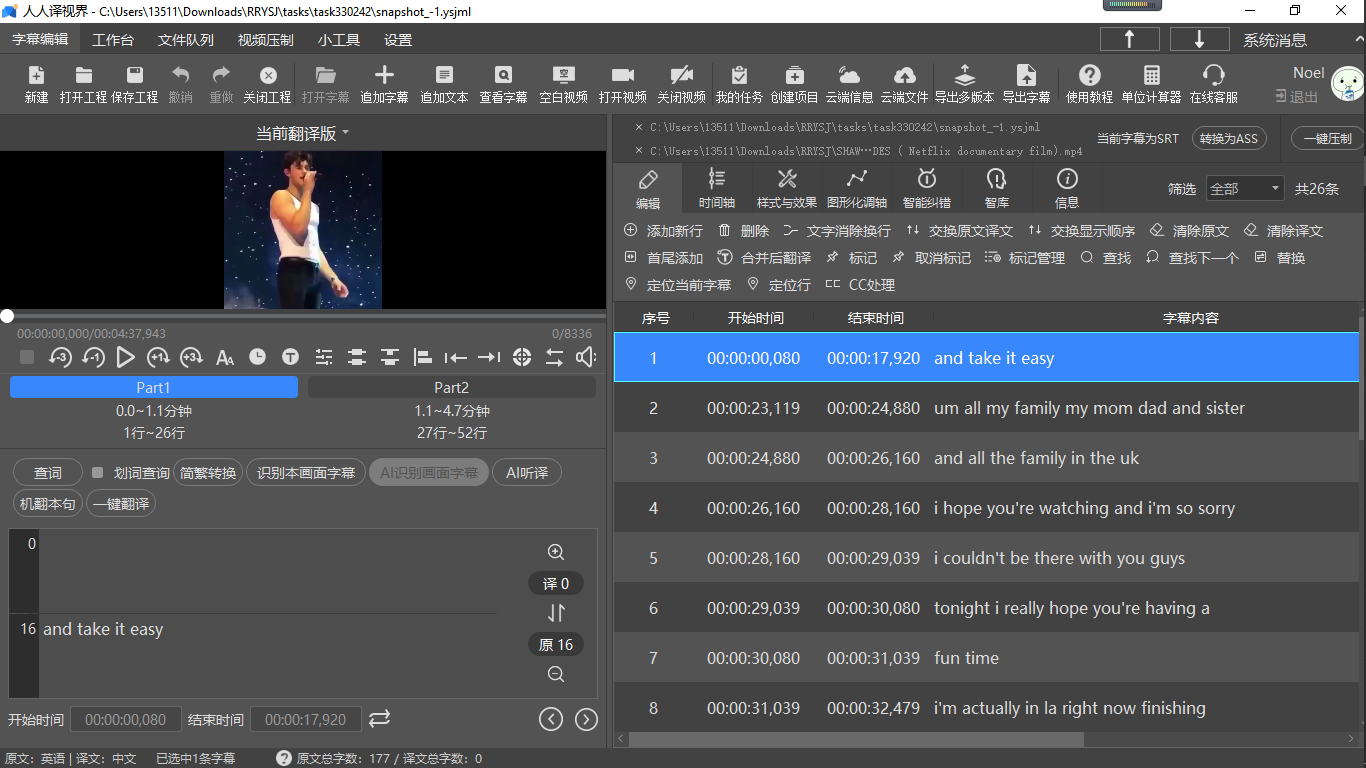 人人译视界 - C:\Users\13511\Downloads\RRYSJ\tasks\task330242\snapshot_-1.ysjml
字幕编辑 工作台 文件队列 视频压制 小工具 设置 系统消息
新建 打开工程 保存工程 撤销 重做 关闭工程 打开字幕 追加字幕 追加文本 查看字幕 空白视频 打开视频 关闭视频 我的任务 创建项目 云端信息 云端文件 导出多版本 导出字幕 使用教程 单位计算器 在线客服
Noel
退出
当前翻译版
00:00:00,000/00:04:37,943 0/8336
Part1 Part2
0.0~1.1分钟 1.1~4.7分钟
1行~26行 27行~52行
查词 划词查询 简繁转换 识别本画面字幕 AI识别画面字幕 AI听译
机翻本句 一键翻译
0
译 0
16 and take it easy
原 16
开始时间 00:00:00,080 结束时间 00:00:17,920
原文: 英语 | 译文: 中文 已选中1条字幕 原文总字数: 177 / 译文总字数: 0
× C:\Users\13511\Downloads\RRYSJ\tasks\task330242\snapshot_-1.ysjml
× C:\Users\13511\Downloads\RRYSJ\SHAW…DES ( Netflix documentary film).mp4
当前字幕为SRT 转换为ASS 一键压制
编辑 时间轴 样式与效果 图形化调轴 智能纠错 智库 信息 筛选 全部 共26条
添加新行 删除 文字消除换行 交换原文译文 交换显示顺序 清除原文 清除译文
首尾添加 合并后翻译 标记 取消标记 标记管理 查找 查找下一个 替换
定位当前字幕 定位行 CC处理
序号 开始时间 结束时间 字幕内容
1 00:00:00,080 00:00:17,920 and take it easy
2 00:00:23,119 00:00:24,880 um all my family my mom dad and sister
3 00:00:24,880 00:00:26,160 and all the family in the uk
4 00:00:26,160 00:00:28,160 i hope you're watching and i'm so sorry
5 00:00:28,160 00:00:29,039 i couldn't be there with you guys
6 00:00:29,039 00:00:30,080 tonight i really hope you're having a
7 00:00:30,080 00:00:31,039 fun time
8 00:00:31,039 00:00:32,479 i'm actually in la right now finishing